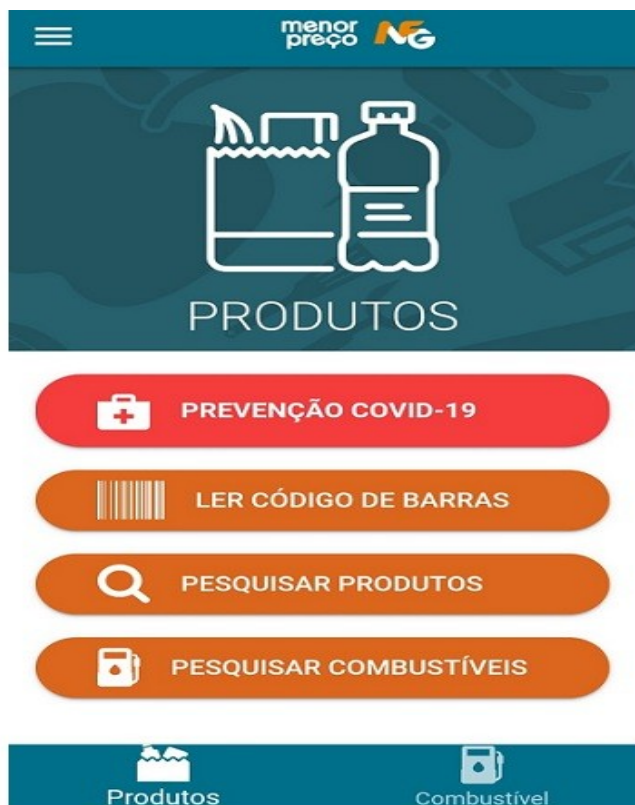 menor
preço NFG
PRODUTOS
PREVENÇÃO COVID-19
LER CÓDIGO DE BARRAS
PESQUISAR PRODUTOS
PESQUISAR COMBUSTÍVEIS
Produtos Combustível